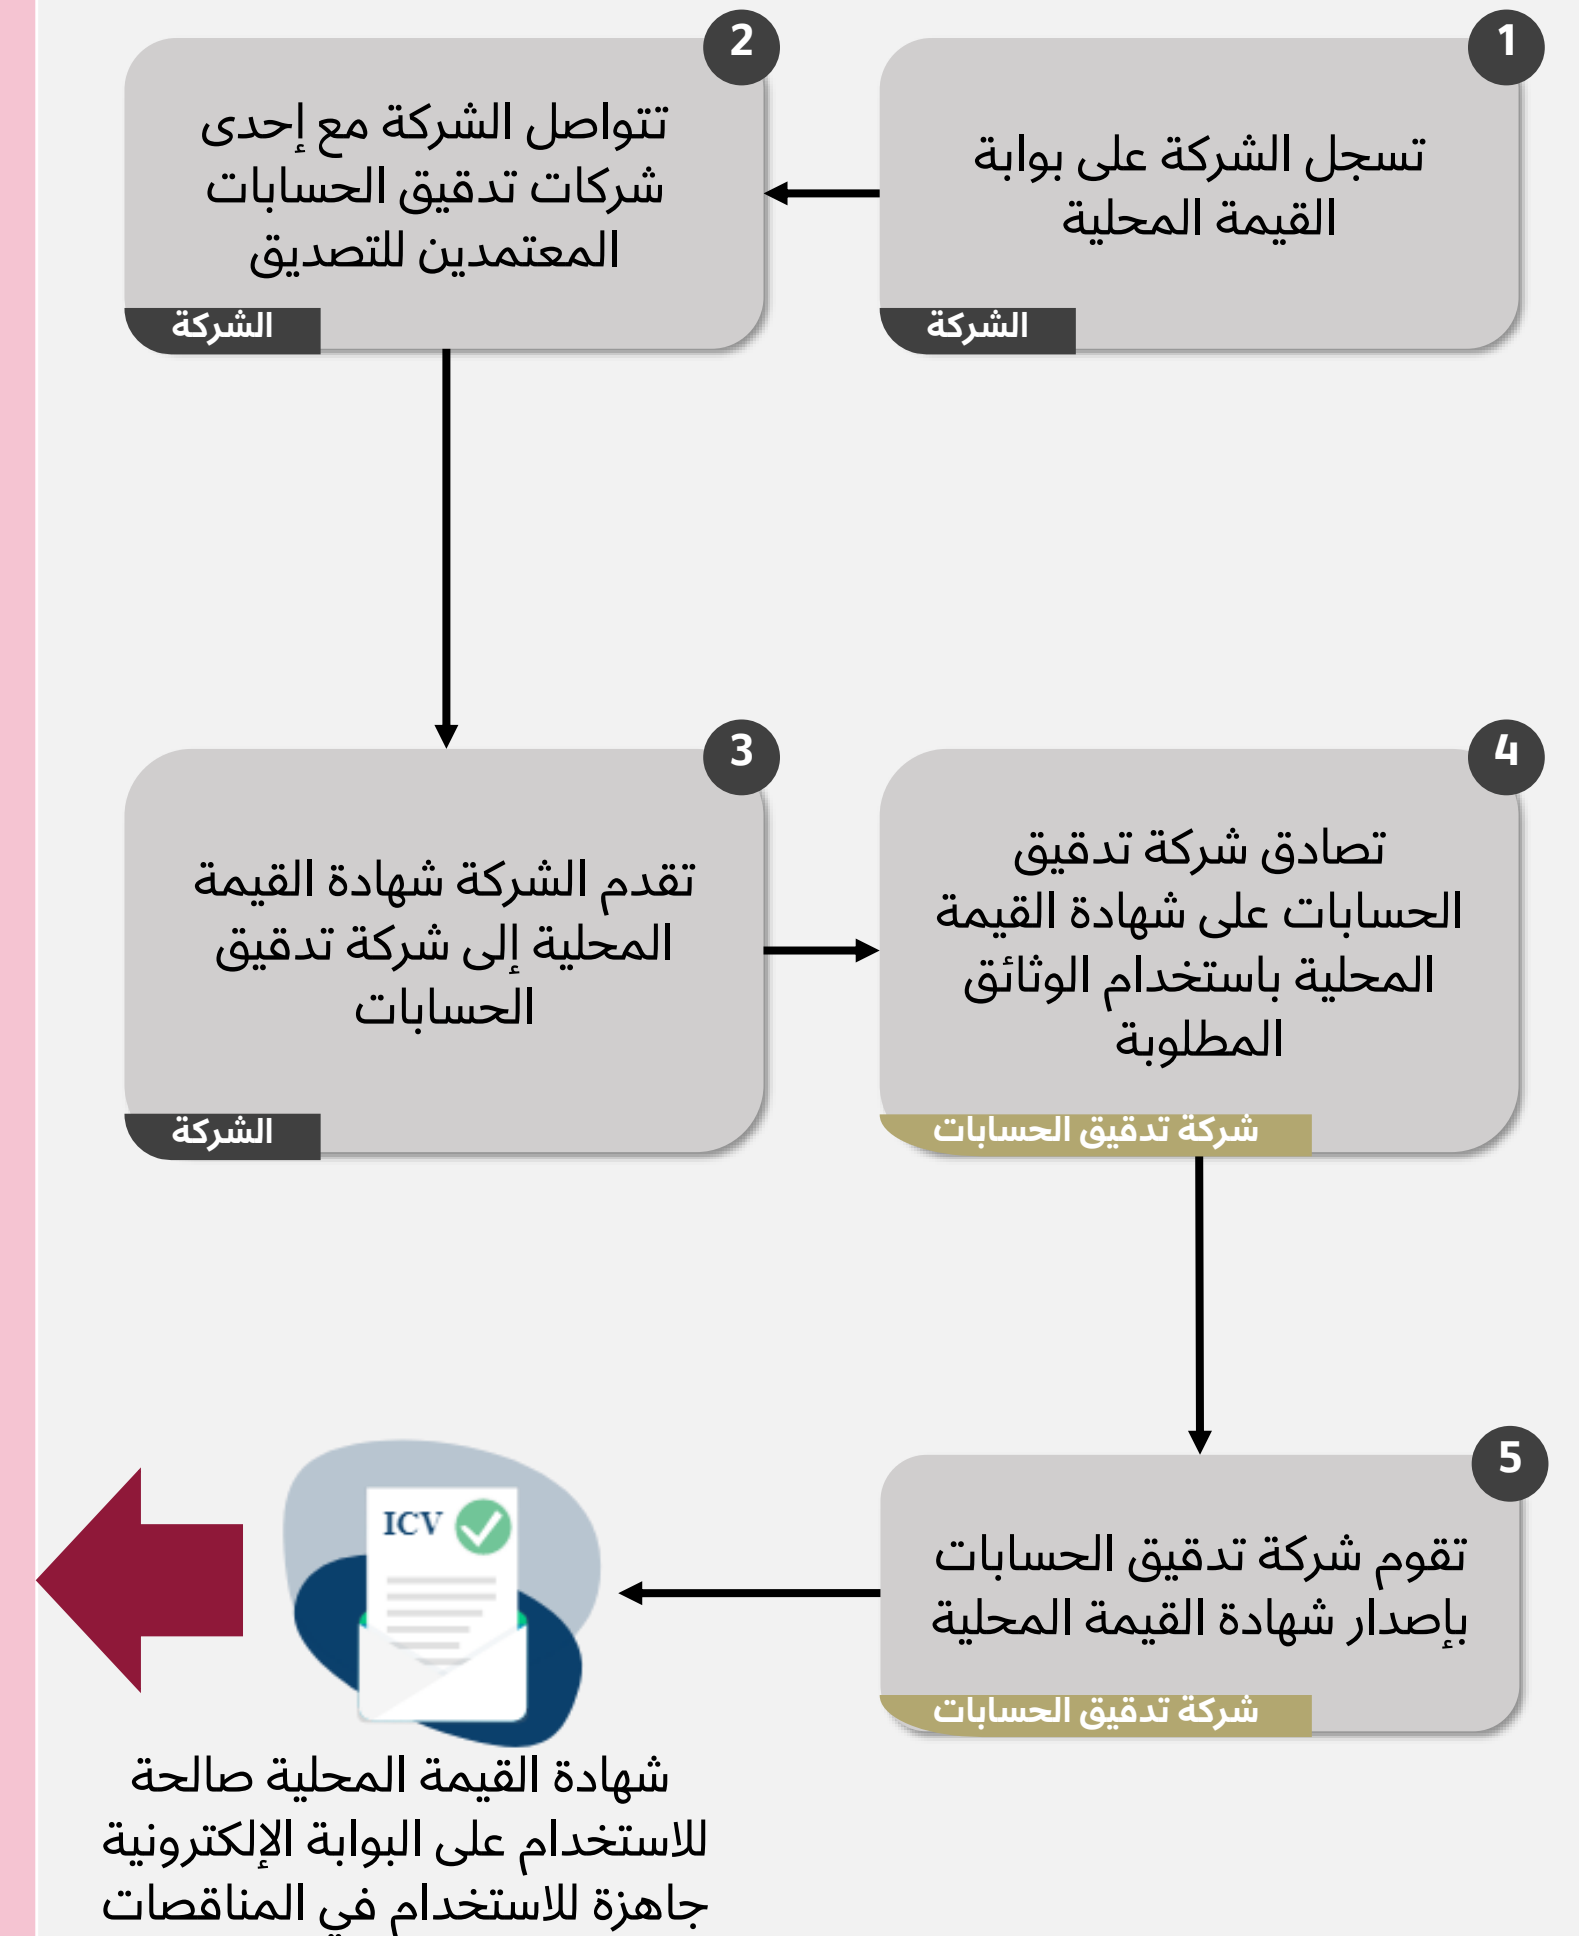 1
تسجل الشركة على بوابة
القيمة المحلية
الشركة
2
تتواصل الشركة مع إحدى
شركات تدقيق الحسابات
المعتمدين للتصديق
الشركة
3
تقدم الشركة شهادة القيمة
المحلية إلى شركة تدقيق
الحسابات
الشركة
4
تصادق شركة تدقيق
الحسابات على شهادة القيمة
المحلية باستخدام الوثائق
المطلوبة
شركة تدقيق الحسابات
5
تقوم شركة تدقيق الحسابات
بإصدار شهادة القيمة المحلية
شركة تدقيق الحسابات
ICV
شهادة القيمة المحلية صالحة
للاستخدام على البوابة الإلكترونية
جاهزة للاستخدام في المناقصات